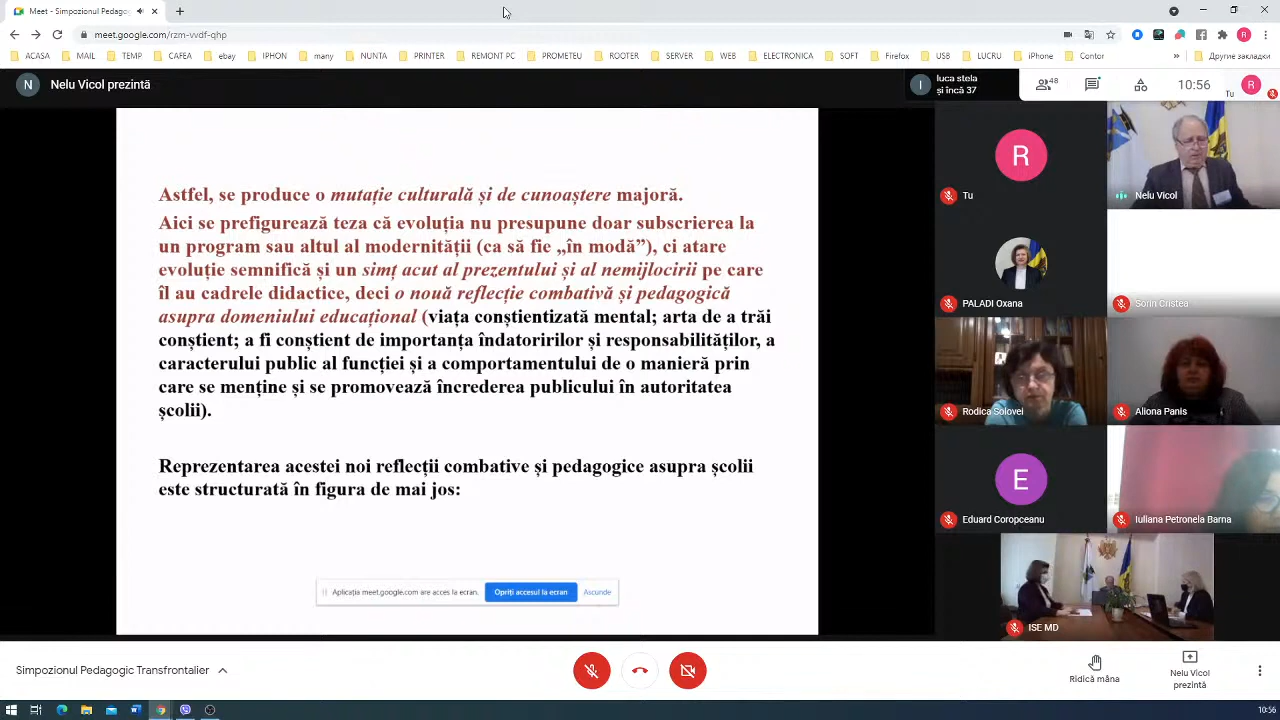 Meet - Simpozionul Pedagogic
meet.google.com/rzm-vvdf-qhp
ACASA MAIL TEMP CAFEA ebay IPHON many NUNTA PRINTER REMONT PC PROMETEU ROOTER SERVER WEB ELECTRONICA SOFT Firefox USB LUCRU iPhone Contor » Другие закладки
N Nelu Vicol prezintă
l luca stela
și încă 37
48
10:56
Tu
R
Astfel, se produce o mutație culturală și de cunoaștere majoră.
Aici se prefigurează teza că evoluția nu presupune doar subscrierea la
un program sau altul al modernității (ca să fie „în modă”), ci atare
evoluție semnifică și un simț acut al prezentului și al nemijlocirii pe care
îl au cadrele didactice, deci o nouă reflecție combativă și pedagogică
asupra domeniului educațional (viața conștientizată mental; arta de a trăi
conștient; a fi conștient de importanța îndatoririlor și responsabilităților, a
caracterului public al funcției și a comportamentului de o manieră prin
care se menține și se promovează încrederea publicului în autoritatea
școlii).
Reprezentarea acestei noi reflecții combative și pedagogice asupra școlii
este structurată în figura de mai jos:
Aplicația meet.google.com are acces la ecran. Opriți accesul la ecran Ascunde
R
Tu
Nelu Vicol
PALADI Oxana
Sorin Cristea
Rodica Solovei
Aliona Panis
E
Eduard Coropceanu
Iuliana Petronela Barna
ISE MD
Simpozionul Pedagogic Transfrontalier
Ridică mâna
Nelu Vicol
prezintă
10:56